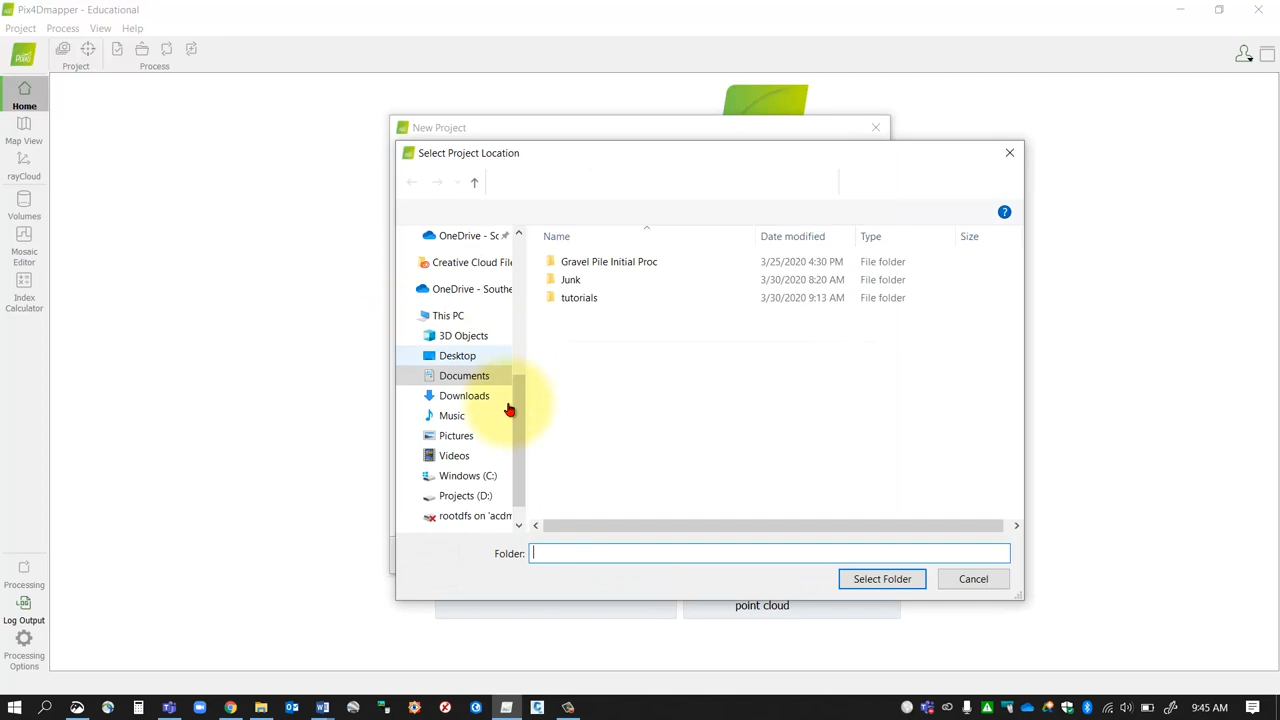 Pix4Dmapper - Educational
Project Process View Help
Project
Process
Home
Map View
rayCloud
Volumes
Mosaic
Editor
Index
Calculator
Processing
Log Output
Processing
Options
New Project
Select Project Location
Name Date modified Type Size
Gravel Pile Initial Proc 3/25/2020 4:30 PM File folder
Junk 3/30/2020 8:20 AM File folder
tutorials 3/30/2020 9:13 AM File folder
OneDrive - Sc
Creative Cloud File
OneDrive - Southe
This PC
3D Objects
Desktop
Documents
Downloads
Music
Pictures
Videos
Windows (C:)
Projects (D:)
rootdfs on 'acdm
Folder:
Select Folder Cancel
point cloud
9:45 AM